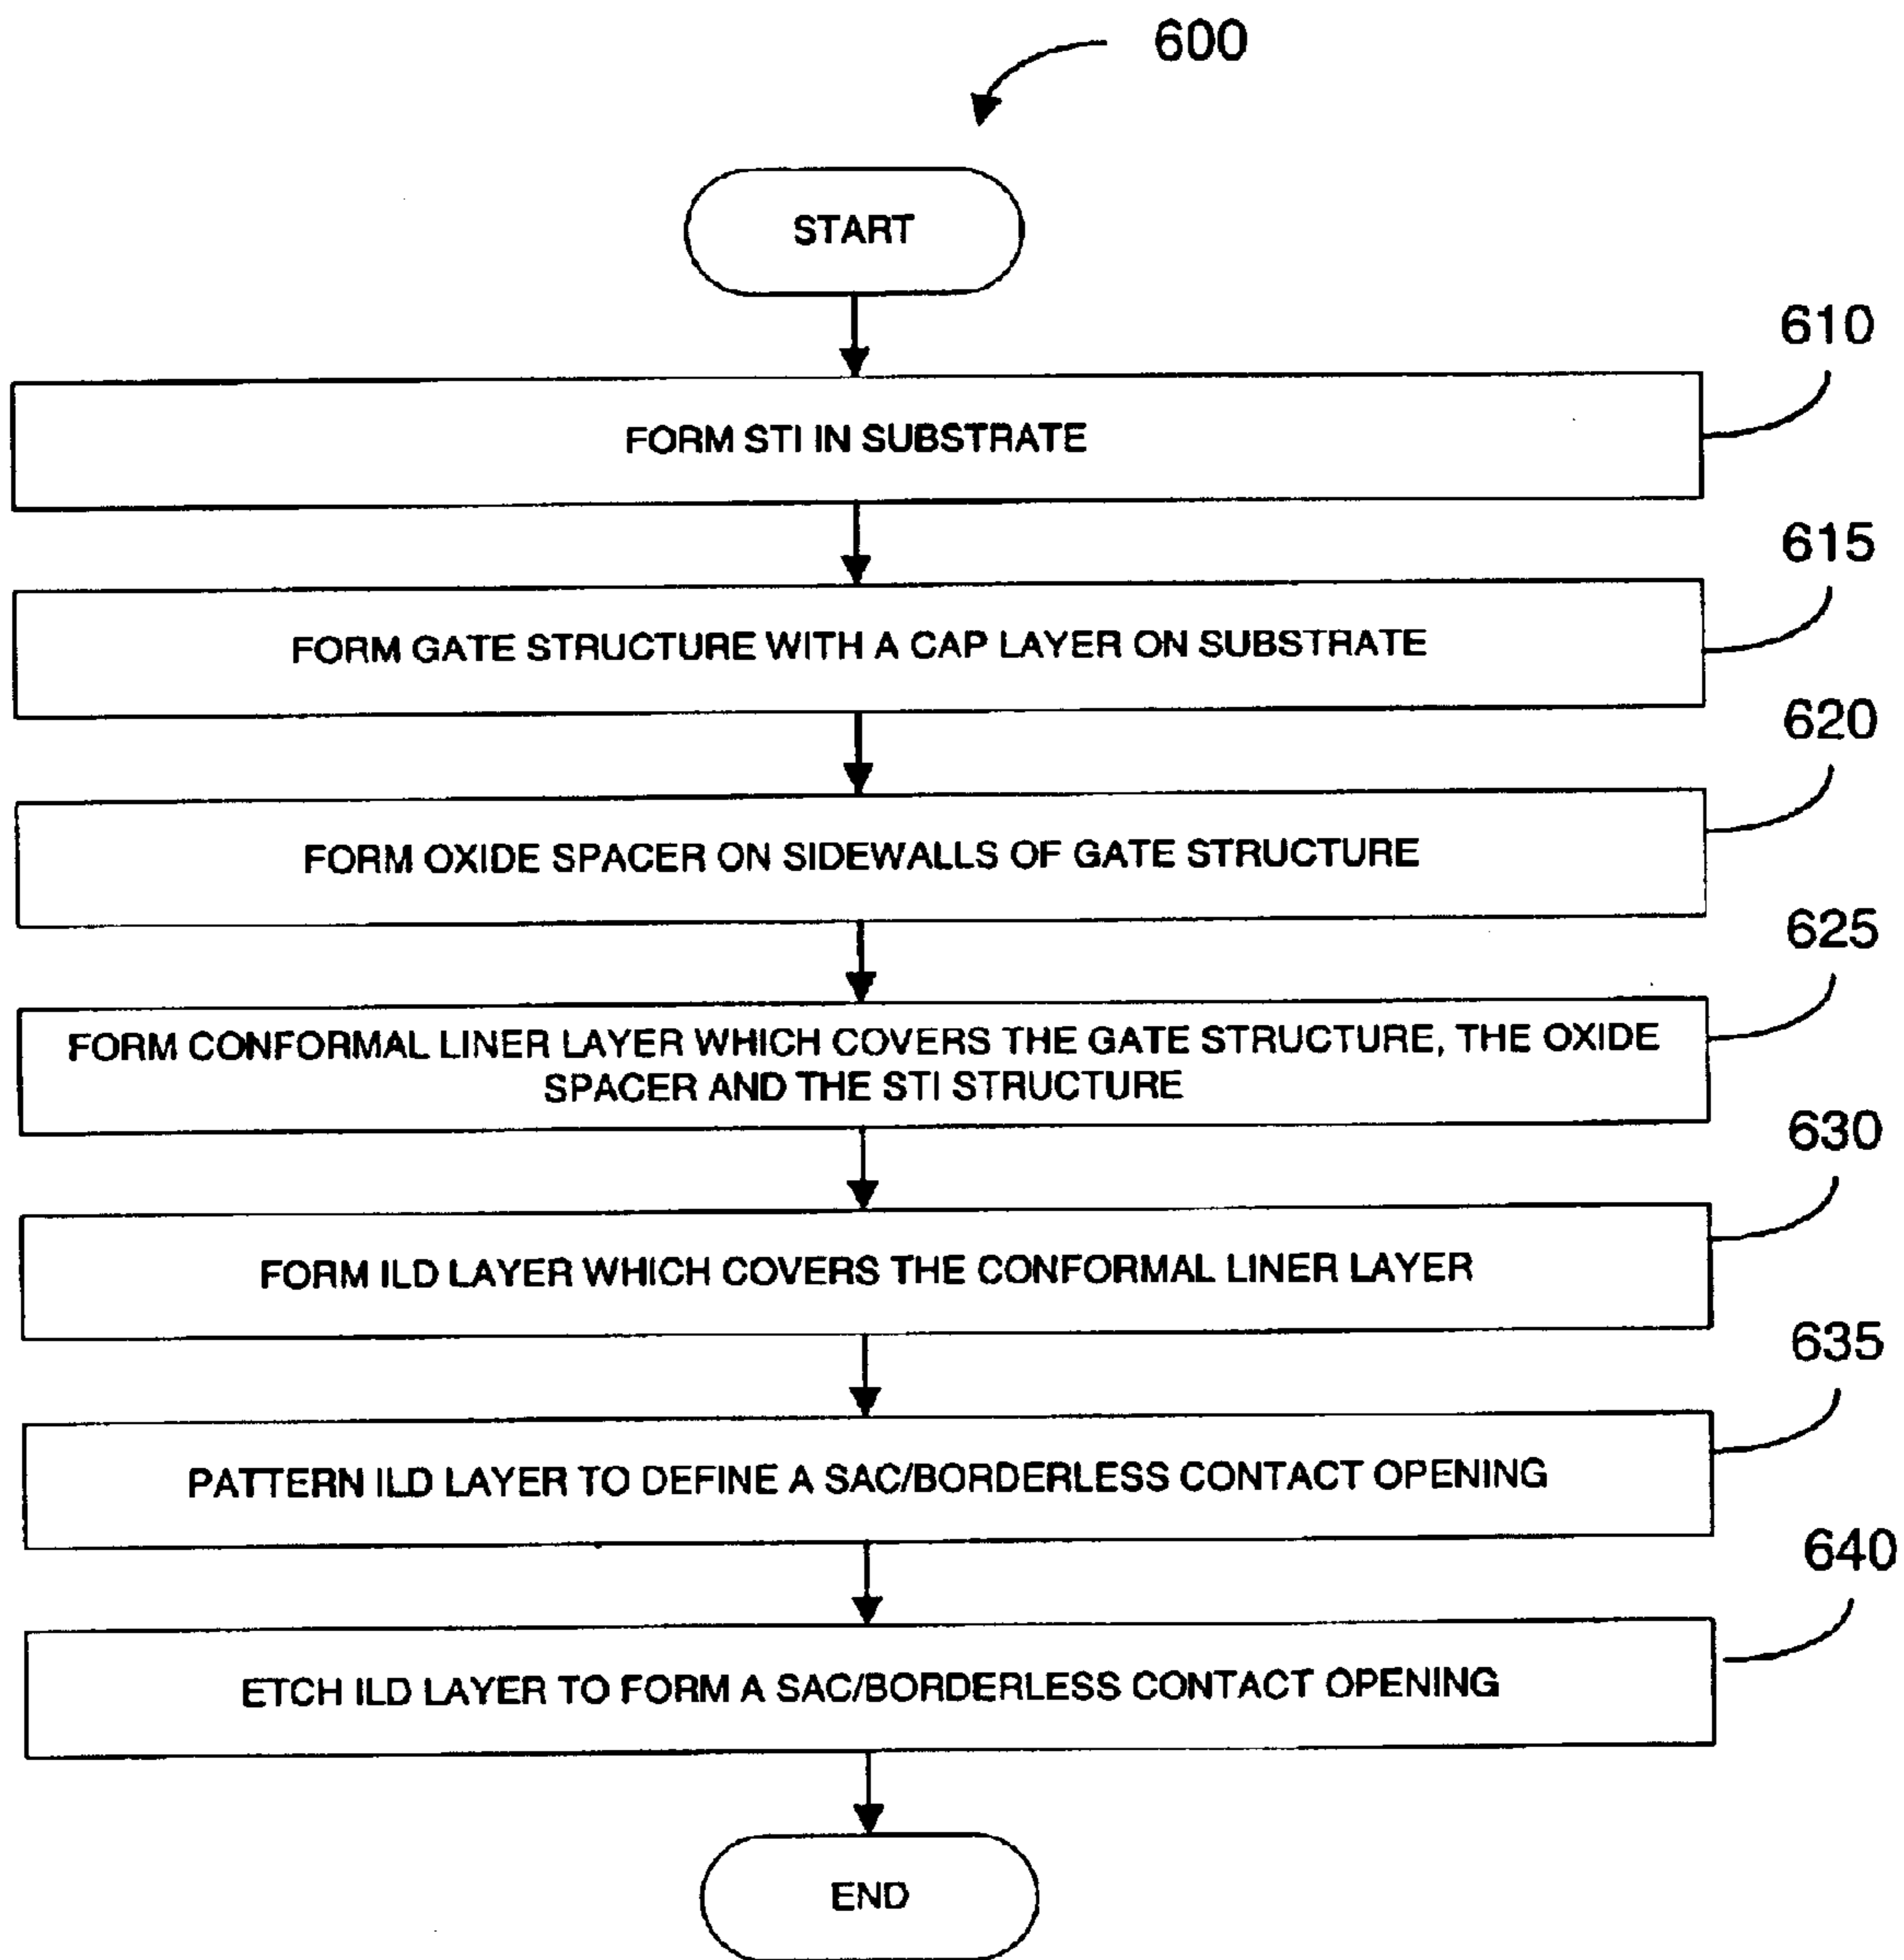 600
START
610
FORM STI IN SUBSTRATE
615
FORM GATE STRUCTURE WITH A CAP LAYER ON SUBSTRATE
620
FORM OXIDE SPACER ON SIDEWALLS OF GATE STRUCTURE
625
FORM CONFORMAL LINER LAYER WHICH COVERS THE GATE STRUCTURE, THE OXIDE
SPACER AND THE STI STRUCTURE
630
FORM ILD LAYER WHICH COVERS THE CONFORMAL LINER LAYER
635
PATTERN ILD LAYER TO DEFINE A SAC/BORDERLESS CONTACT OPENING
640
ETCH ILD LAYER TO FORM A SAC/BORDERLESS CONTACT OPENING
END